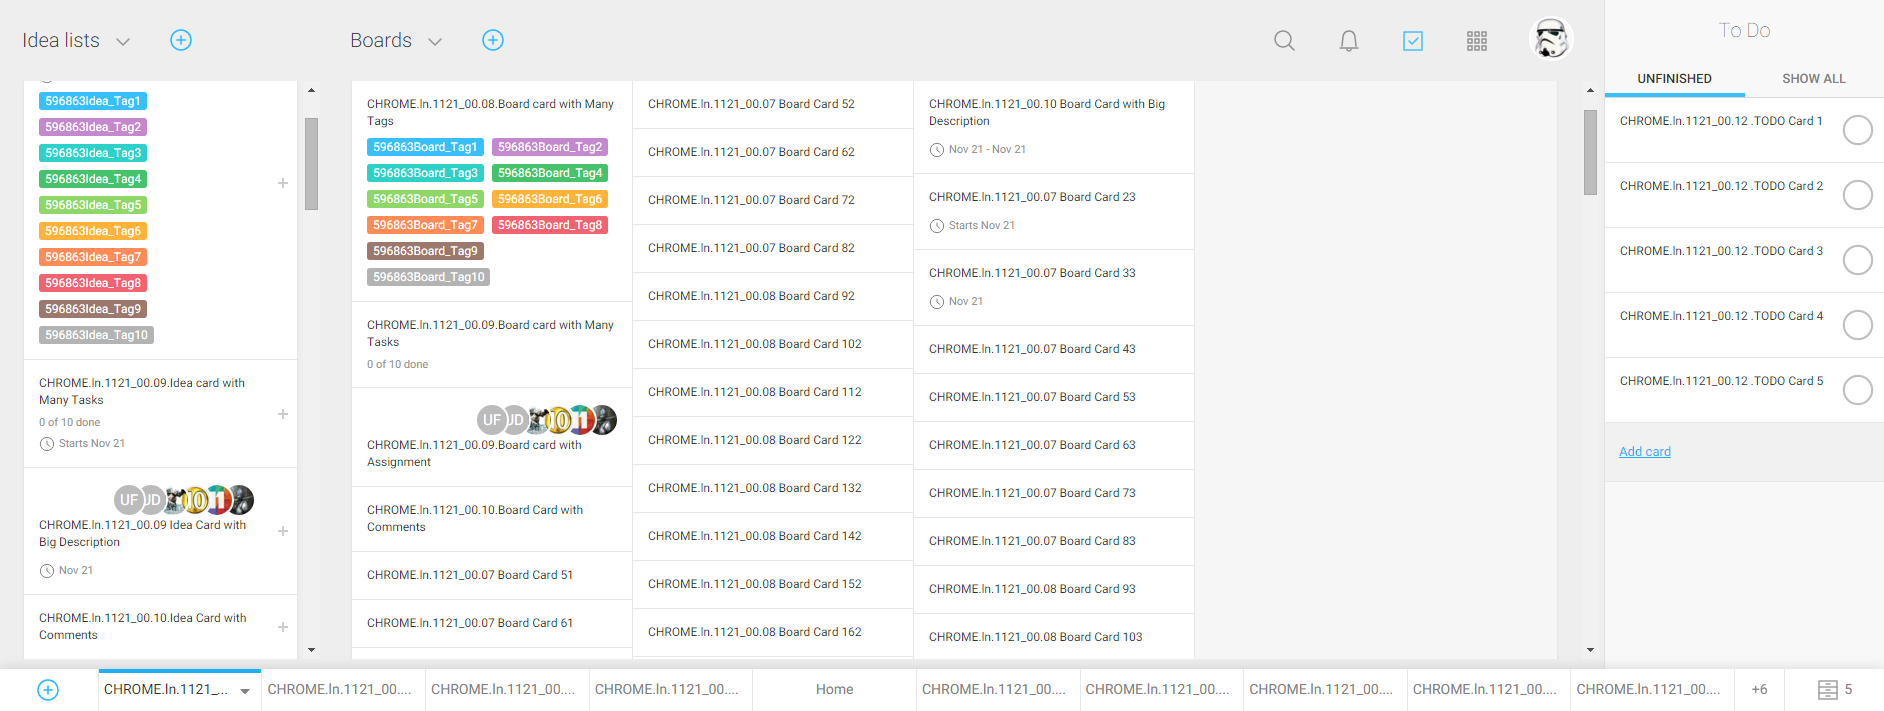 Idea lists
Boards
To Do
UNFINISHED
SHOW ALL
596863Idea_Tag1
596863Idea_Tag2
596863Idea_Tag3
596863Idea_Tag4
596863Idea_Tag5
596863Idea_Tag6
596863Idea_Tag7
596863Idea_Tag8
596863Idea_Tag9
596863Idea_Tag10
CHROME.In.1121_00.09.Idea card with
Many Tasks
0 of 10 done
Starts Nov 21
UF
JD
10
11
CHROME.In.1121_00.09 Idea Card with
Big Description
Nov 21
CHROME.In.1121_00.10.Idea Card with
Comments
CHROME.In.1121_00.08.Board card with Many
Tags
596863Board_Tag1 596863Board_Tag2
596863Board_Tag3 596863Board_Tag4
596863Board_Tag5 596863Board_Tag6
596863Board_Tag7 596863Board_Tag8
596863Board_Tag9
596863Board_Tag10
CHROME.In.1121_00.09.Board card with Many
Tasks
0 of 10 done
UF
JD
10
11
CHROME.In.1121_00.09.Board card with
Assignment
CHROME.In.1121_00.10.Board Card with
Comments
CHROME.In.1121_00.07 Board Card 51
CHROME.In.1121_00.07 Board Card 61
CHROME.In.1121_00.07 Board Card 52
CHROME.In.1121_00.07 Board Card 62
CHROME.In.1121_00.07 Board Card 72
CHROME.In.1121_00.07 Board Card 82
CHROME.In.1121_00.08 Board Card 92
CHROME.In.1121_00.08 Board Card 102
CHROME.In.1121_00.08 Board Card 112
CHROME.In.1121_00.08 Board Card 122
CHROME.In.1121_00.08 Board Card 132
CHROME.In.1121_00.08 Board Card 142
CHROME.In.1121_00.08 Board Card 152
CHROME.In.1121_00.08 Board Card 162
CHROME.In.1121_00.10 Board Card with Big
Description
Nov 21 - Nov 21
CHROME.In.1121_00.07 Board Card 23
Starts Nov 21
CHROME.In.1121_00.07 Board Card 33
Nov 21
CHROME.In.1121_00.07 Board Card 43
CHROME.In.1121_00.07 Board Card 53
CHROME.In.1121_00.07 Board Card 63
CHROME.In.1121_00.07 Board Card 73
CHROME.In.1121_00.07 Board Card 83
CHROME.In.1121_00.08 Board Card 93
CHROME.In.1121_00.08 Board Card 103
CHROME.In.1121_00.12 .TODO Card 1
CHROME.In.1121_00.12 .TODO Card 2
CHROME.In.1121_00.12 .TODO Card 3
CHROME.In.1121_00.12 .TODO Card 4
CHROME.In.1121_00.12 .TODO Card 5
Add card
CHROME.In.1121_...
CHROME.In.1121_00....
CHROME.In.1121_00....
CHROME.In.1121_00....
Home
CHROME.In.1121_00....
CHROME.In.1121_00....
CHROME.In.1121_00....
CHROME.In.1121_00....
CHROME.In.1121_00....
+6
5